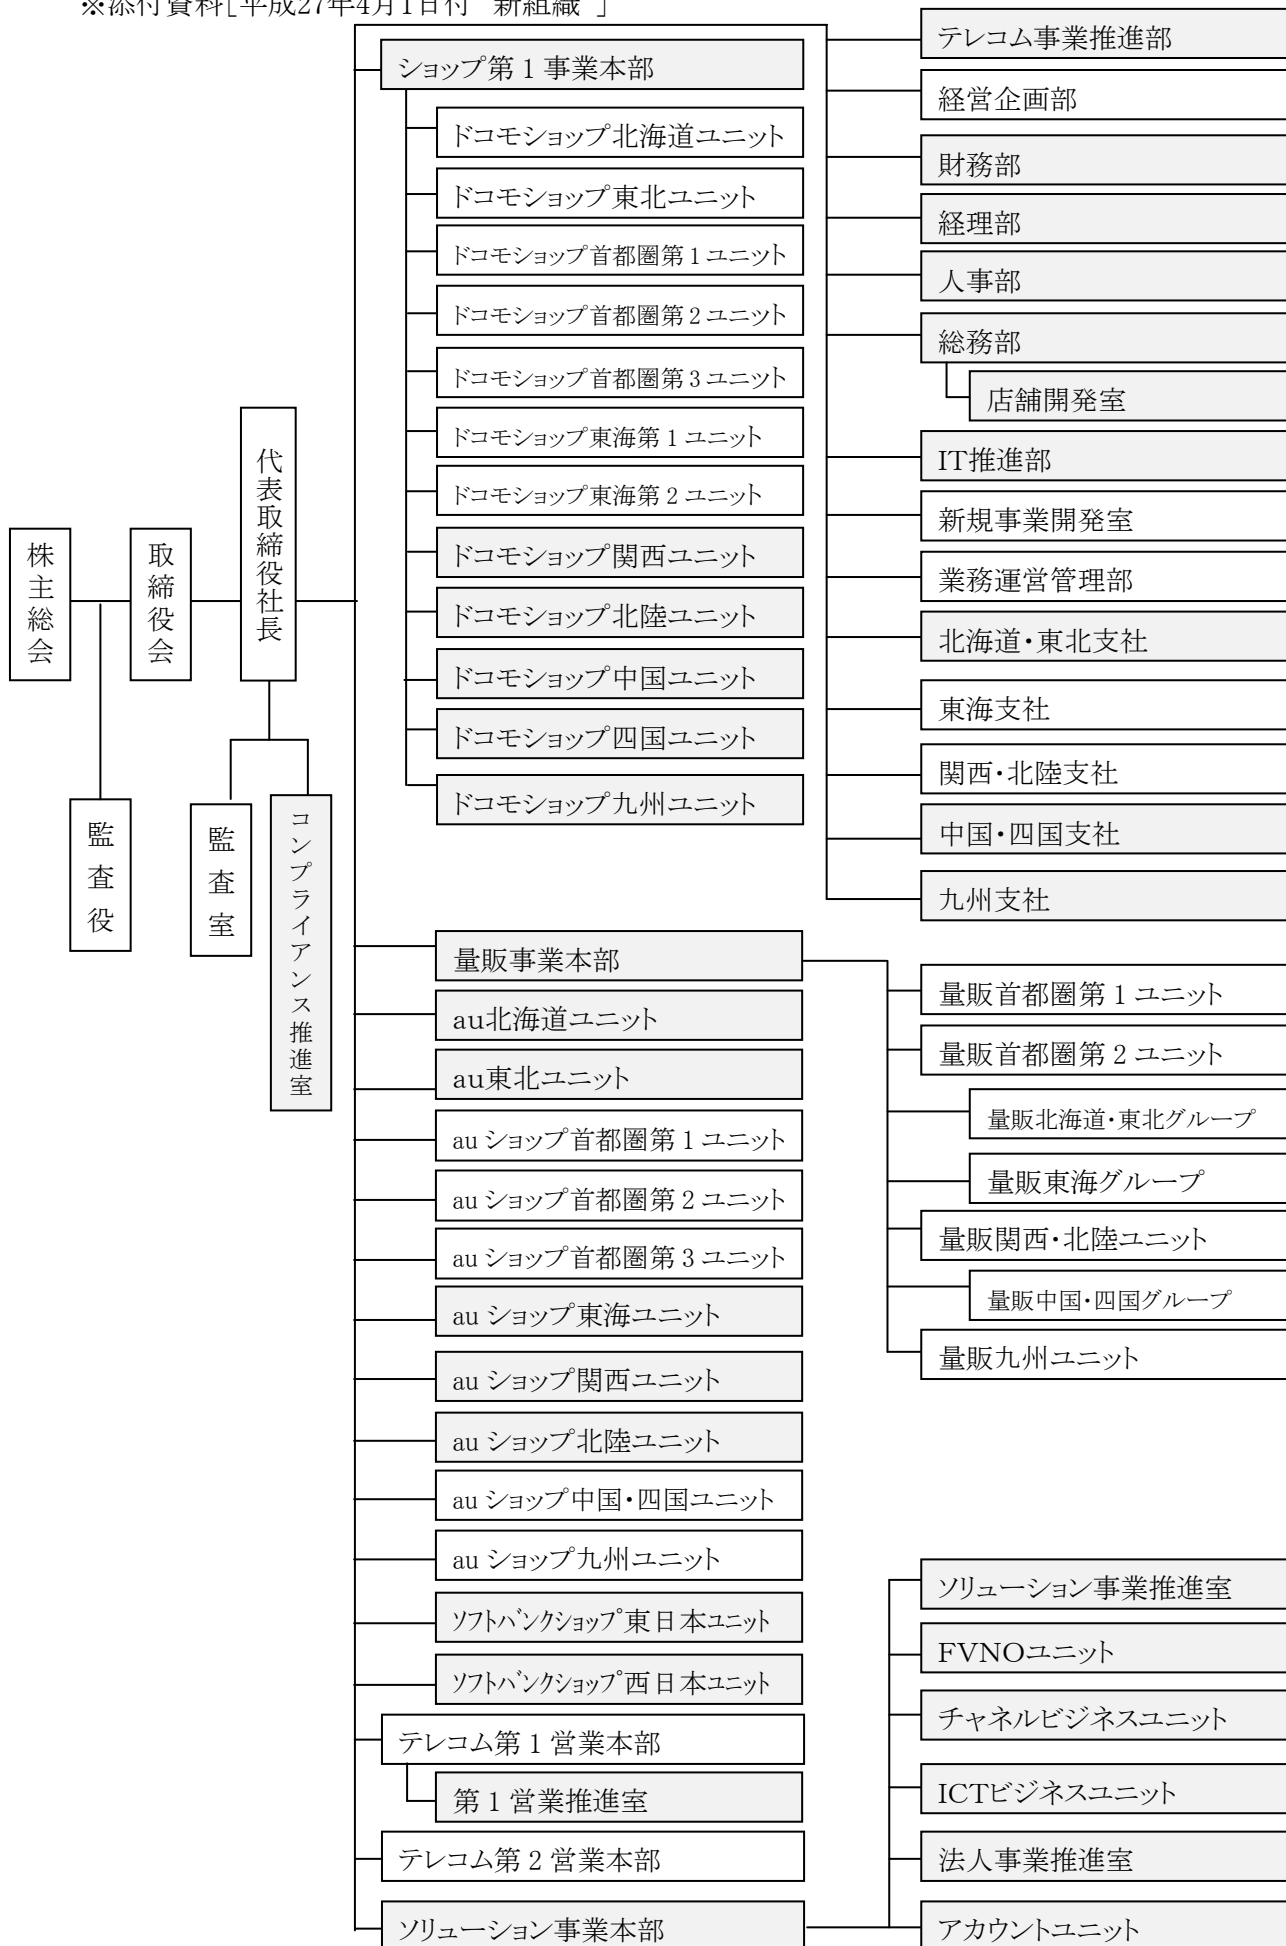 ※添付資料[平成27年4月1日付 新組織 ]
株主総会
取締役会
代表取締役社長
監査役
監査室
コンプライアンス推進室
ショップ第1事業本部
ドコモショップ北海道ユニット
ドコモショップ東北ユニット
ドコモショップ首都圏第1ユニット
ドコモショップ首都圏第2ユニット
ドコモショップ首都圏第3ユニット
ドコモショップ東海第1ユニット
ドコモショップ東海第2ユニット
ドコモショップ関西ユニット
ドコモショップ北陸ユニット
ドコモショップ中国ユニット
ドコモショップ四国ユニット
ドコモショップ九州ユニット
量販事業本部
au北海道ユニット
au東北ユニット
au ショップ首都圏第1ユニット
au ショップ首都圏第2ユニット
au ショップ首都圏第3ユニット
au ショップ東海ユニット
au ショップ関西ユニット
au ショップ北陸ユニット
au ショップ中国・四国ユニット
au ショップ九州ユニット
ソフトバンクショップ東日本ユニット
ソフトバンクショップ西日本ユニット
テレコム第1営業本部
第1営業推進室
テレコム第2営業本部
ソリューション事業本部
テレコム事業推進部
経営企画部
財務部
経理部
人事部
総務部
店舗開発室
IT推進部
新規事業開発室
業務運営管理部
北海道・東北支社
東海支社
関西・北陸支社
中国・四国支社
九州支社
量販首都圏第1ユニット
量販首都圏第2ユニット
量販北海道・東北グループ
量販東海グループ
量販関西・北陸ユニット
量販中国・四国グループ
量販九州ユニット
ソリューション事業推進室
FVNOユニット
チャネルビジネスユニット
ICTビジネスユニット
法人事業推進室
アカウントユニット